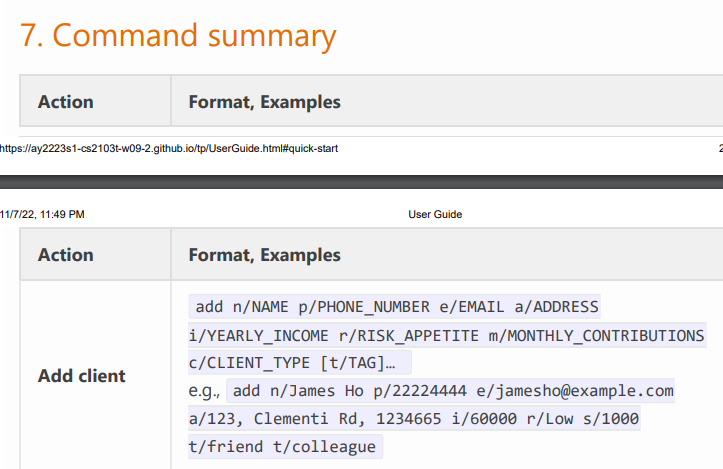 7. Command summary
Action Format, Examples
https://ay2223s1-cs2103t-w09-2.github.io/tp/UserGuide.html#quick-start 2
11/7/22, 11:49 PM User Guide
Action Format, Examples
add n/NAME p/PHONE_NUMBER e/EMAIL a/ADDRESS
i/YEARLY_INCOME r/RISK_APPETITE m/MONTHLY_CONTRIBUTIONS
c/CLIENT_TYPE [t/TAG]…
Add client
e.g., add n/James Ho p/22224444 e/jamesho@example.com
a/123, Clementi Rd, 1234665 i/60000 r/Low s/1000
t/friend t/colleague